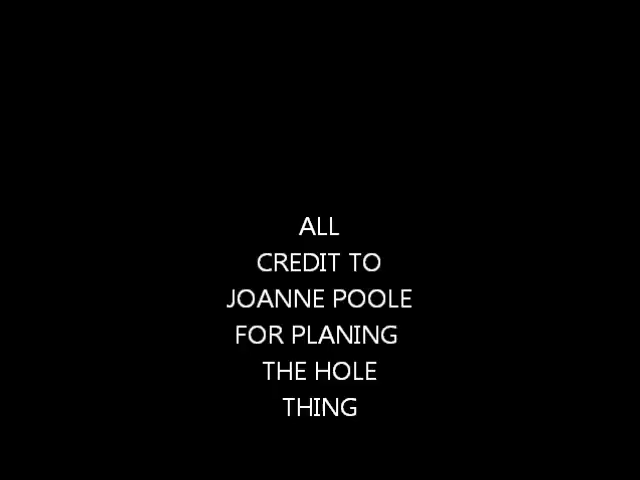 ALL
CREDIT TO
JOANNE POOLE
FOR PLANING
THE HOLE
THING